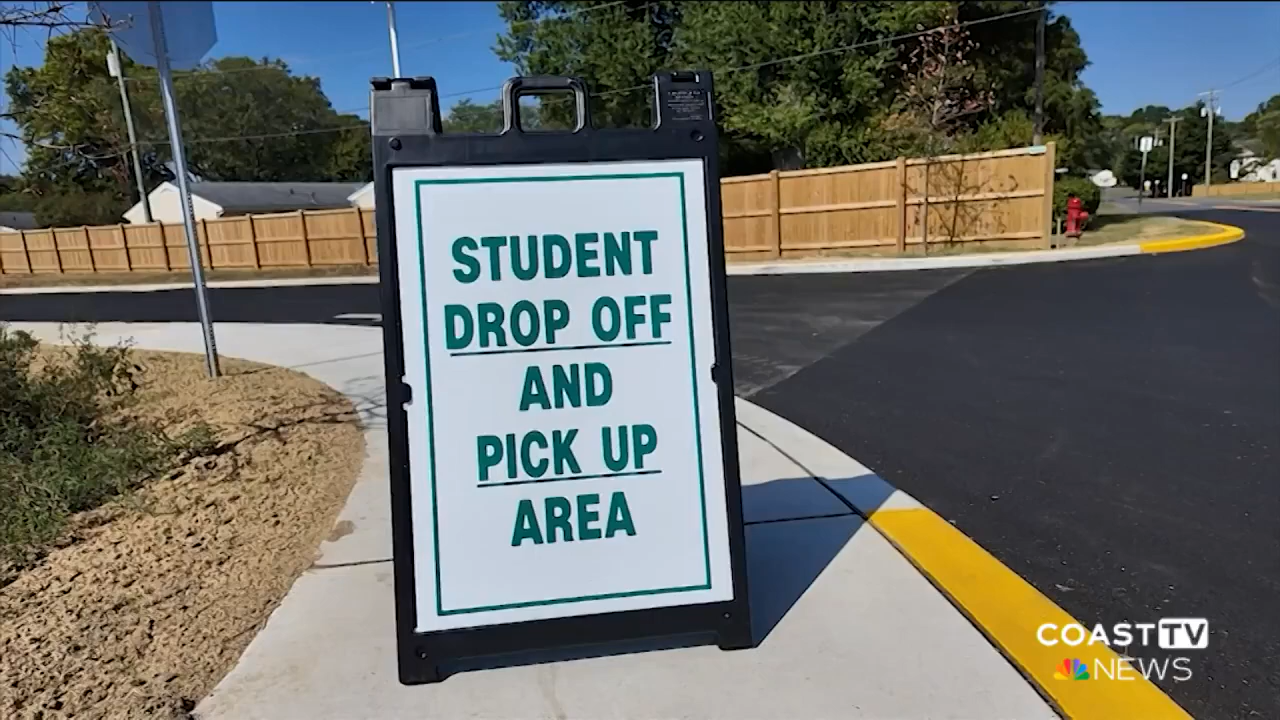 STUDENT
DROP OFF
AND
PICK UP
AREA
COAST TV
NEWS